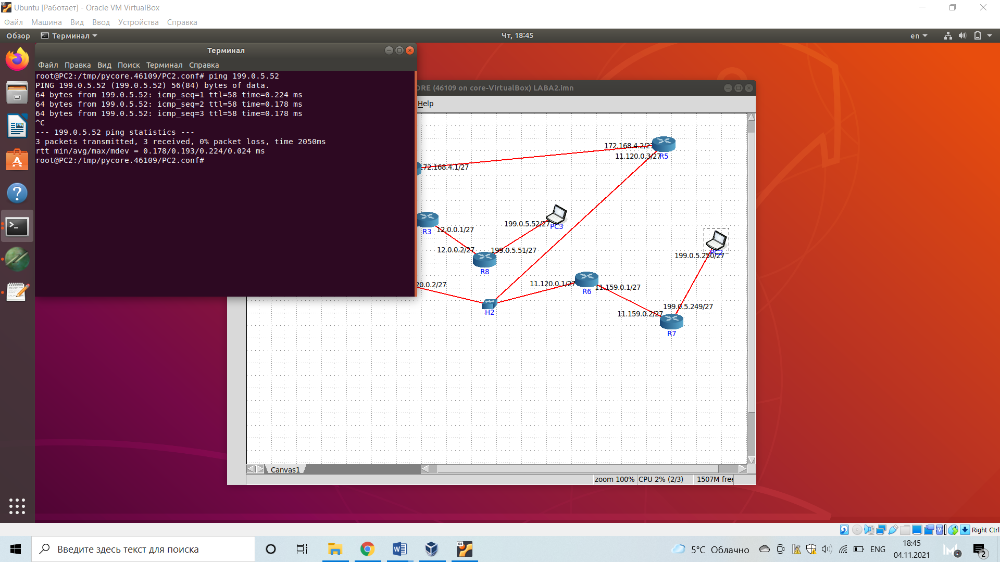 Ubuntu [Работает] - Oracle VM VirtualBox
Файл Машина Вид Ввод Устройства Справка
Обзор Терминал Чт, 18:45 en
Терминал
Файл Правка Вид Поиск Терминал Справка
root@PC2:/tmp/pycore.46109/PC2.conf# ping 199.0.5.52
PING 199.0.5.52 (199.0.5.52) 56(84) bytes of data.
64 bytes from 199.0.5.52: icmp_seq=1 ttl=58 time=0.224 ms
64 bytes from 199.0.5.52: icmp_seq=2 ttl=58 time=0.178 ms
64 bytes from 199.0.5.52: icmp_seq=3 ttl=58 time=0.178 ms
^C
--- 199.0.5.52 ping statistics ---
3 packets transmitted, 3 received, 0% packet loss, time 2050ms
rtt min/avg/max/mdev = 0.178/0.193/0.224/0.024 ms
root@PC2:/tmp/pycore.46109/PC2.conf#
ORE (46109 on core-VirtualBox) LABA2.imn
Help
172.168.4.2/27
11.120.0.3/27
R5
72.168.4.1/27
199.0.5.52/27
PC3
R3
12.0.0.1/27
12.0.0.2/27
199.0.5.51/27
R8
PC2
199.0.5.250/27
20.0.2/27
11.120.0.1/27
R6
11.159.0.1/27
H2
199.0.5.249/27
11.159.0.2/27
R7
Canvas1
zoom 100% CPU 2% (2/3) 1507M free
Right Ctrl
Введите здесь текст для поиска
5°C Облачно
ENG
18:45
04.11.2021
3
2
64